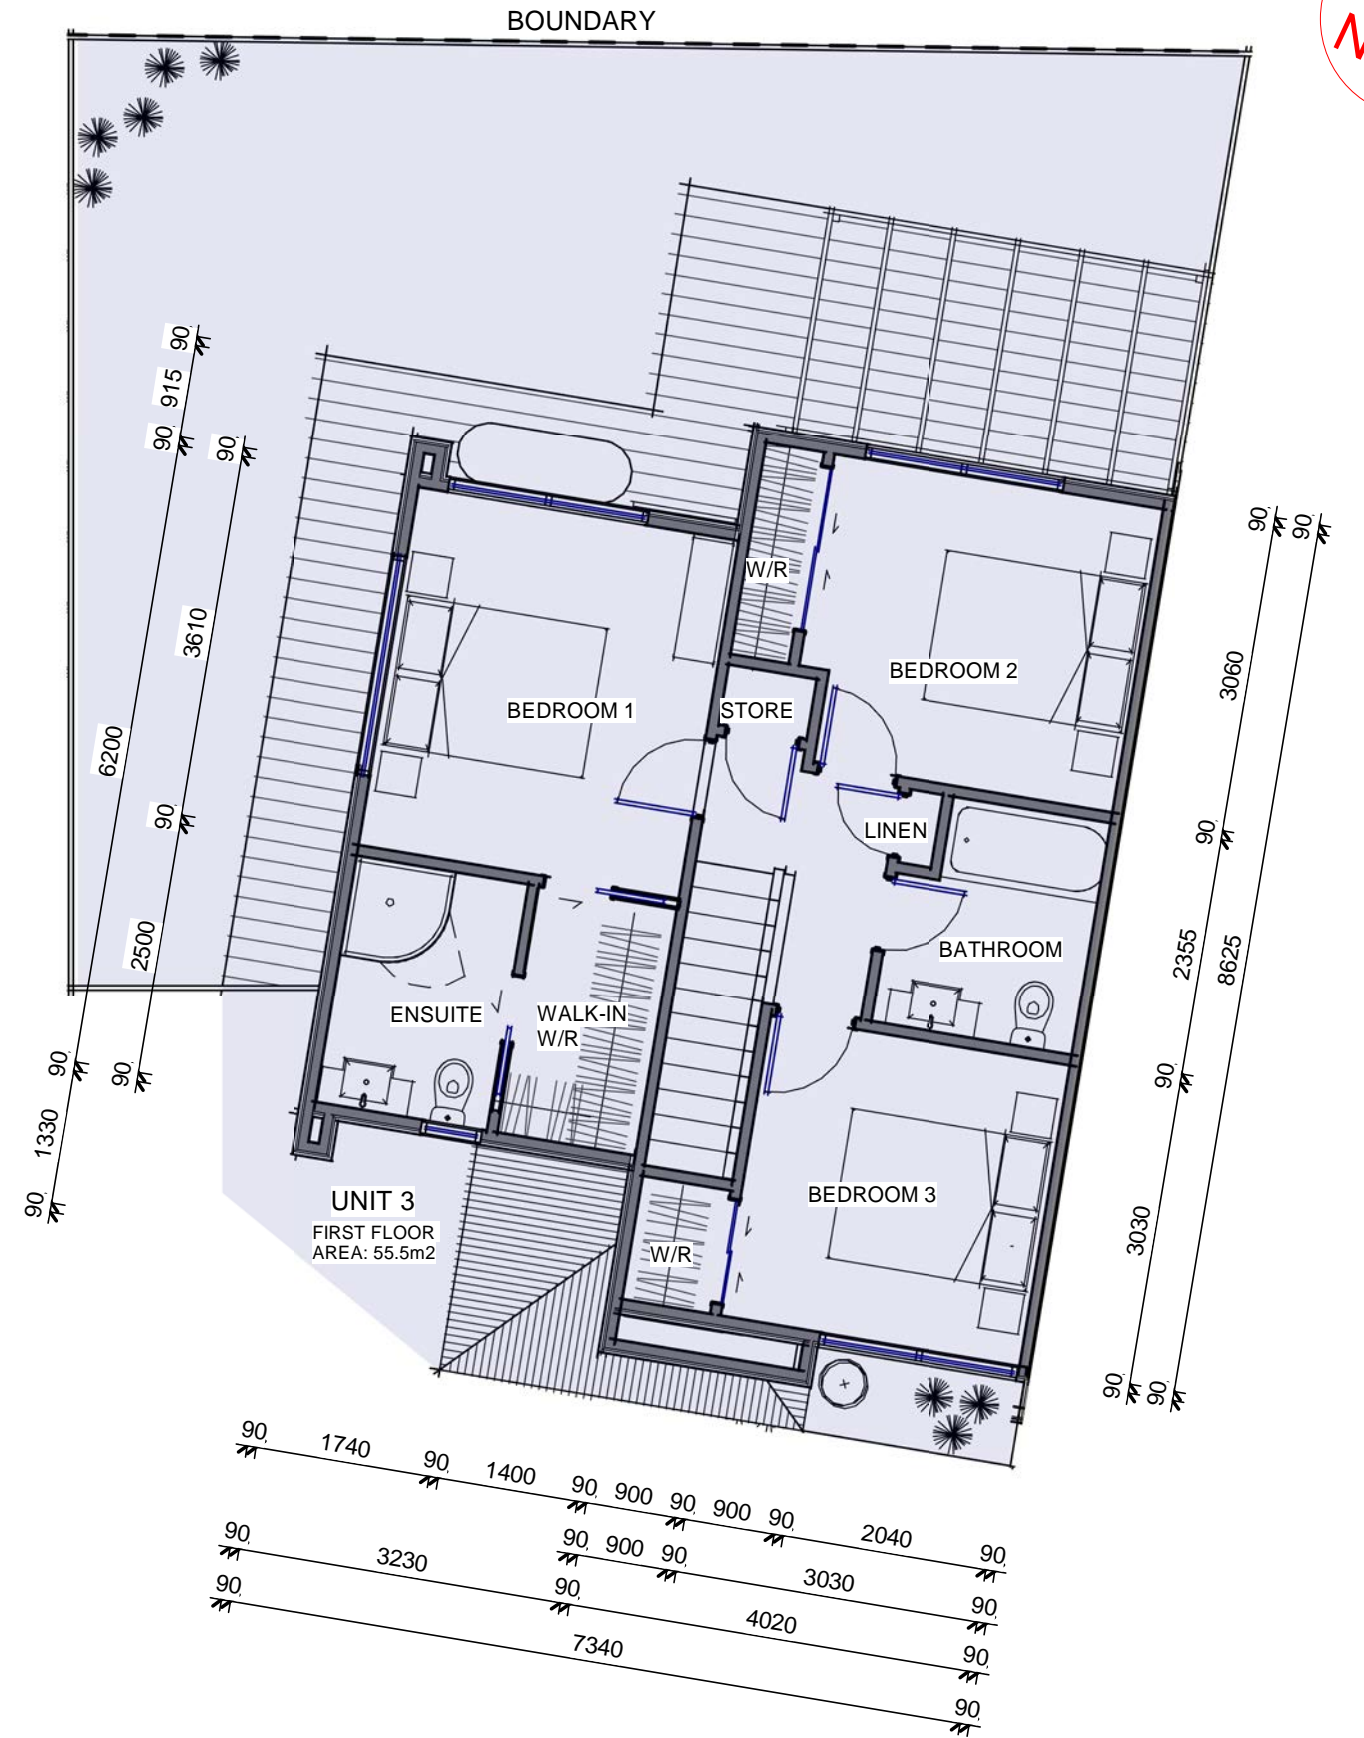 BOUNDARY
N
90
915
90
90
3610
6200
90
2500
90
90
1330
90
W/R
BEDROOM 2
BEDROOM 1
STORE
LINEN
BATHROOM
ENSUITE
WALK-IN
W/R
BEDROOM 3
W/R
UNIT 3
FIRST FLOOR
AREA: 55.5m2
90
90
3060
90
2355
8625
90
3030
90
90
90
1740
90
1400
90
900
90
900
90
2040
90
90
3230
90
900
90
3030
90
90
90
4020
90
7340
90